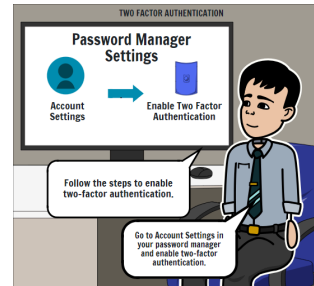 TWO FACTOR AUTHENTICATION
Password Manager
Settings
Account
Settings
Enable Two Factor
Authentication
Follow the steps to enable
two-factor authentication.
Go to Account Settings in
your password manager
and enable two-factor
authentication.